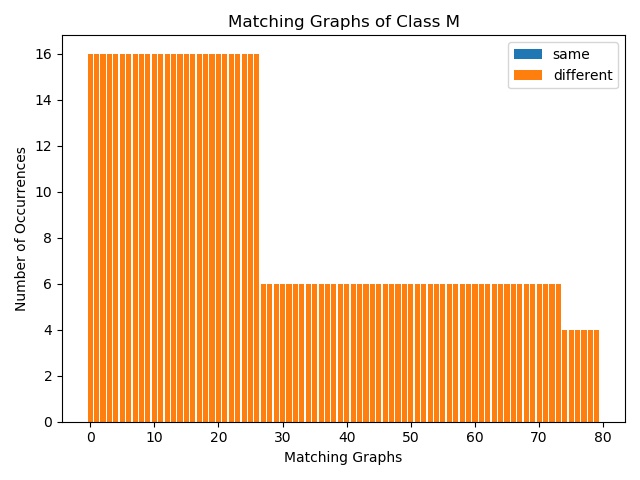 Matching Graphs of Class M
same
different
Number of Occurrences
16
14
12
10
8
6
4
2
0
0 10 20 30 40 50 60 70 80
Matching Graphs